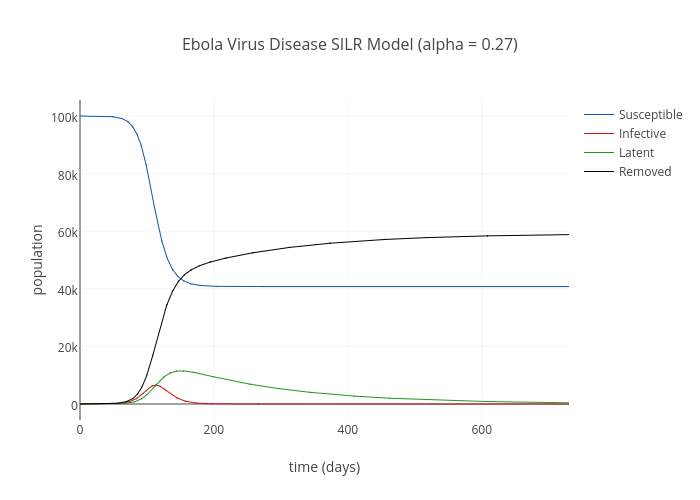 Ebola Virus Disease SILR Model (alpha = 0.27)
100k
80k
60k
40k
20k
0
population
0
200
400
600
time (days)
Susceptible
Infective
Latent
Removed